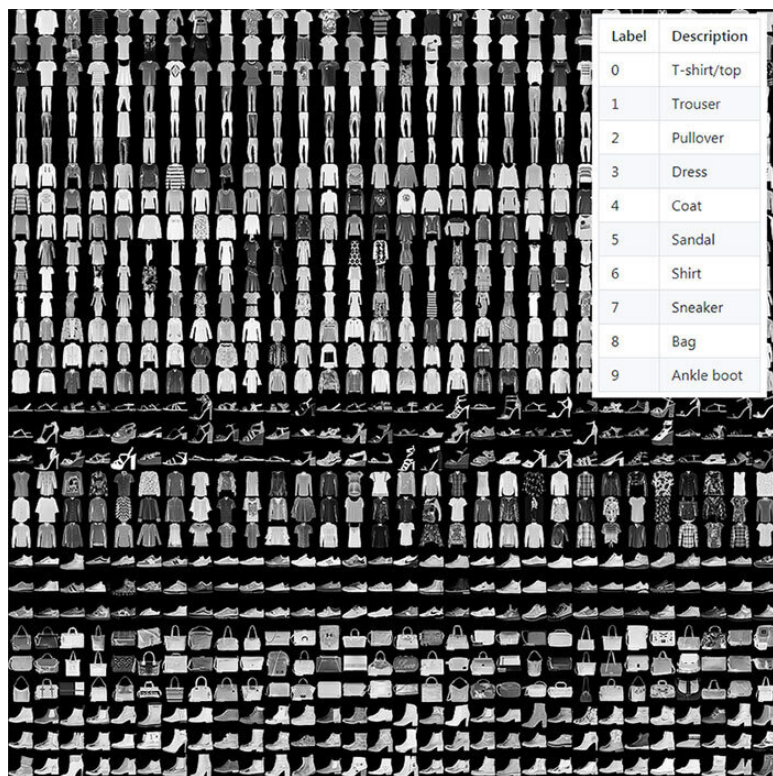 Label Description
0 T-shirt/top
1 Trouser
2 Pullover
3 Dress
4 Coat
5 Sandal
6 Shirt
7 Sneaker
8 Bag
9 Ankle boot